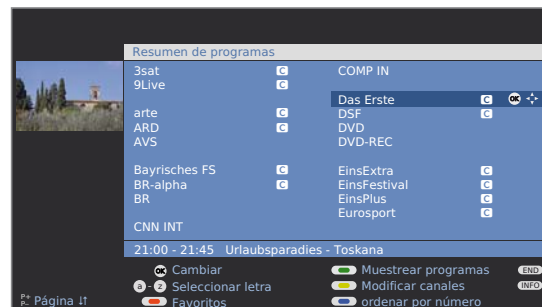 Resumen de programas
3sat C COMP IN
9Live C
Das Erste C OK
arte C DSF C
ARD C DVD
AVS DVD-REC
Bayrisches FS C EinsExtra C
BR-alpha C EinsFestival C
BR EinsPlus C
Eurosport C
CNN INT
21:00 - 21:45 Urlaubsparadies - Toskana
OK Cambiar Muestrear programas END
a - z Seleccionar letra Modificar canales INFO
P+ P- Página Favoritos ordenar por número